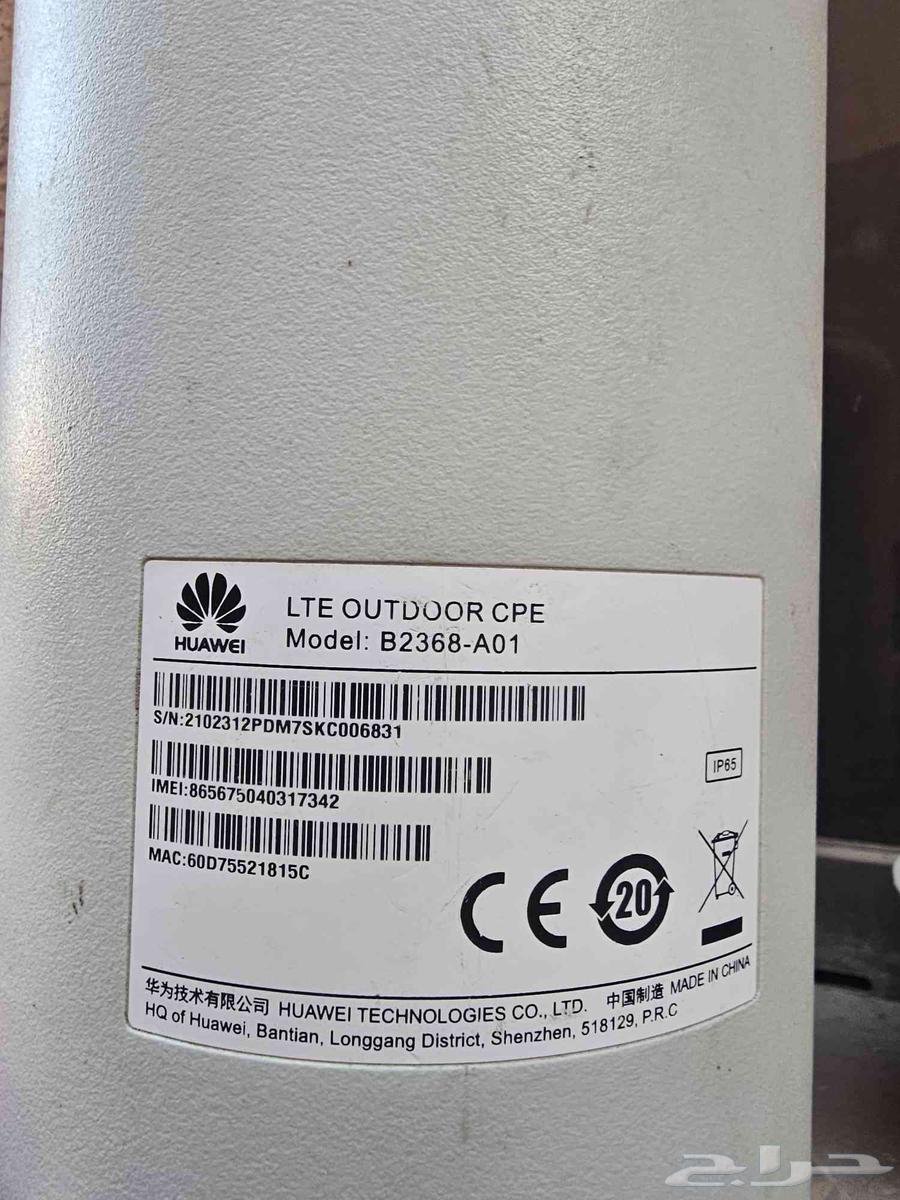 HUAWEI
LTE OUTDOOR CPE
Model: B2368-A01
S/N:2102312PDM7SKC006831
IMEI:865675040317342
IP65
MAC:60D75521815C
CE
20
华为技术有限公司 HUAWEI TECHNOLOGIES CO., LTD. 中国制造 MADE IN CHINA
HQ of Huawei, Bantian, Longgang District, Shenzhen, 518129, P.R.C
حراج